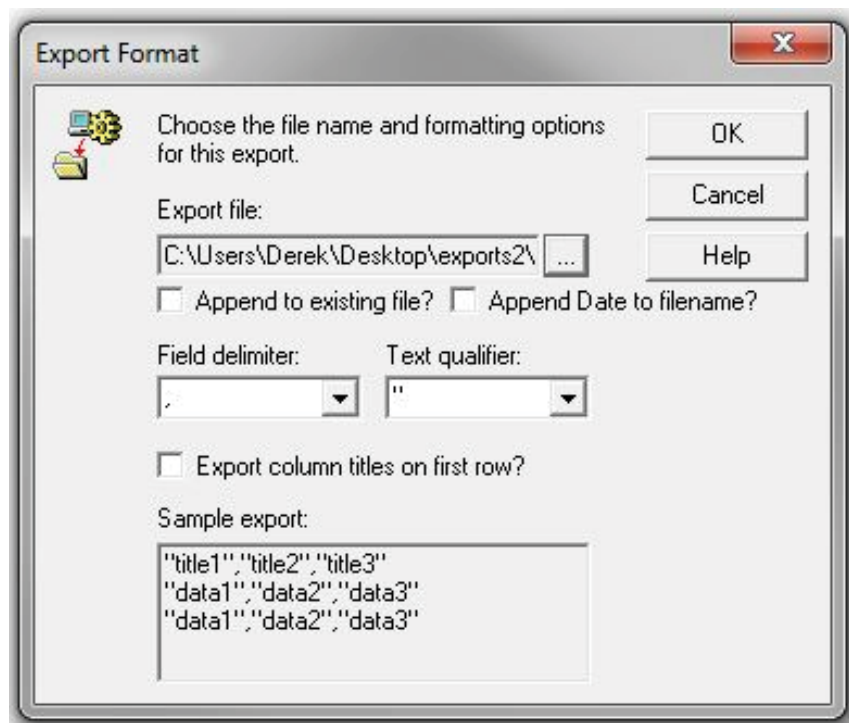 Export Format
Choose the file name and formatting options
for this export.
OK
Cancel
Help
Export file:
C:\Users\Derek\Desktop\exports2\
...
Append to existing file? Append Date to filename?
Field delimiter: Text qualifier:
, "
Export column titles on first row?
Sample export:
"title1","title2","title3"
"data1","data2","data3"
"data1","data2","data3"